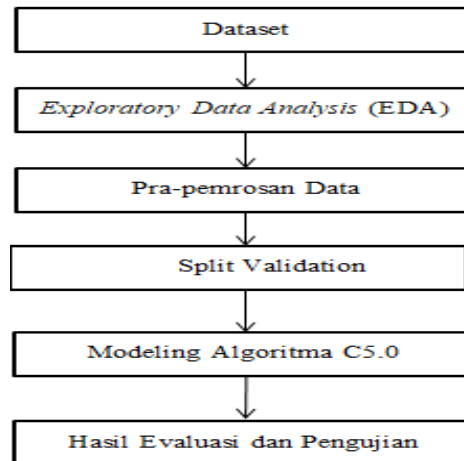 Dataset
Exploratory Data Analysis (EDA)
Pra-pemrosan Data
Split Validation
Modeling Algoritma C5.0
Hasil Evaluasi dan Pengujian